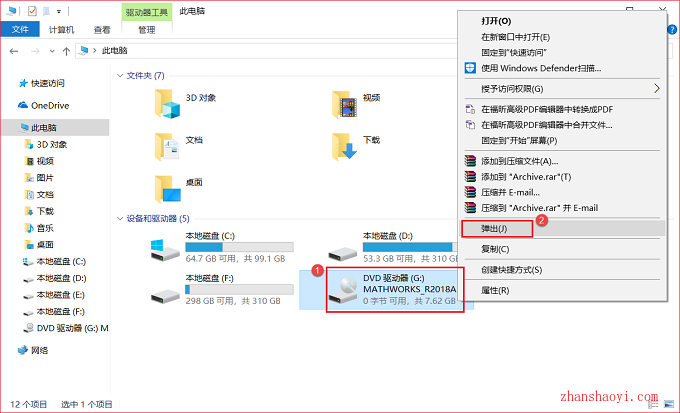 驱动器工具
此电脑
文件
计算机
查看
管理
此电脑
快速访问
OneDrive
此电脑
3D 对象
视频
图片
文档
下载
音乐
桌面
本地磁盘 (C:)
本地磁盘 (D:)
本地磁盘 (E:)
本地磁盘 (F:)
DVD 驱动器 (G:) M
网络
文件夹 (7)
3D 对象
视频
文档
下载
桌面
设备和驱动器 (5)
本地磁盘 (C:)
64.7 GB 可用，共 99.1 GB
本地磁盘 (D:)
53.3 GB 可用，共 310 GB
本地磁盘 (F:)
298 GB 可用，共 310 GB
1
DVD 驱动器 (G:)
MATHWORKS_R2018A
0 字节 可用，共 7.62 GB
打开(O)
在新窗口中打开(E)
固定到"快速访问"
使用 Windows Defender扫描...
授予访问权限(G)
在福昕高级PDF编辑器中转换成PDF
在福昕高级PDF编辑器中合并文件...
固定到"开始"屏幕(P)
添加到压缩文件(A)...
添加到 "Archive.rar"(T)
压缩并 E-mail...
压缩到 "Archive.rar" 并 E-mail
弹出(J)
2
复制(C)
创建快捷方式(S)
属性(R)
12 个项目
选中 1 个项目
zhanshaoyi.com